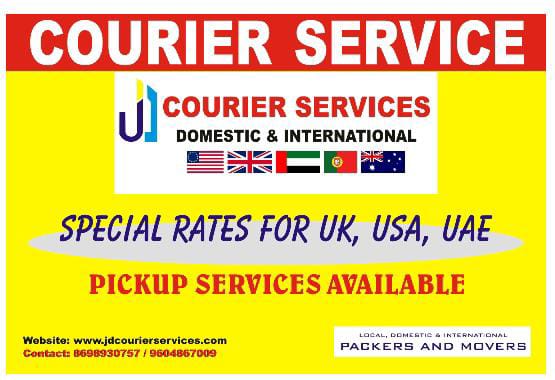 COURIER SERVICE
JD COURIER SERVICES
DOMESTIC & INTERNATIONAL
SPECIAL RATES FOR UK, USA, UAE
PICKUP SERVICES AVAILABLE
Website: www.jdcourierservices.com
Contact: 8698930757 / 9604867009
LOCAL, DOMESTIC & INTERNATIONAL
PACKERS AND MOVERS